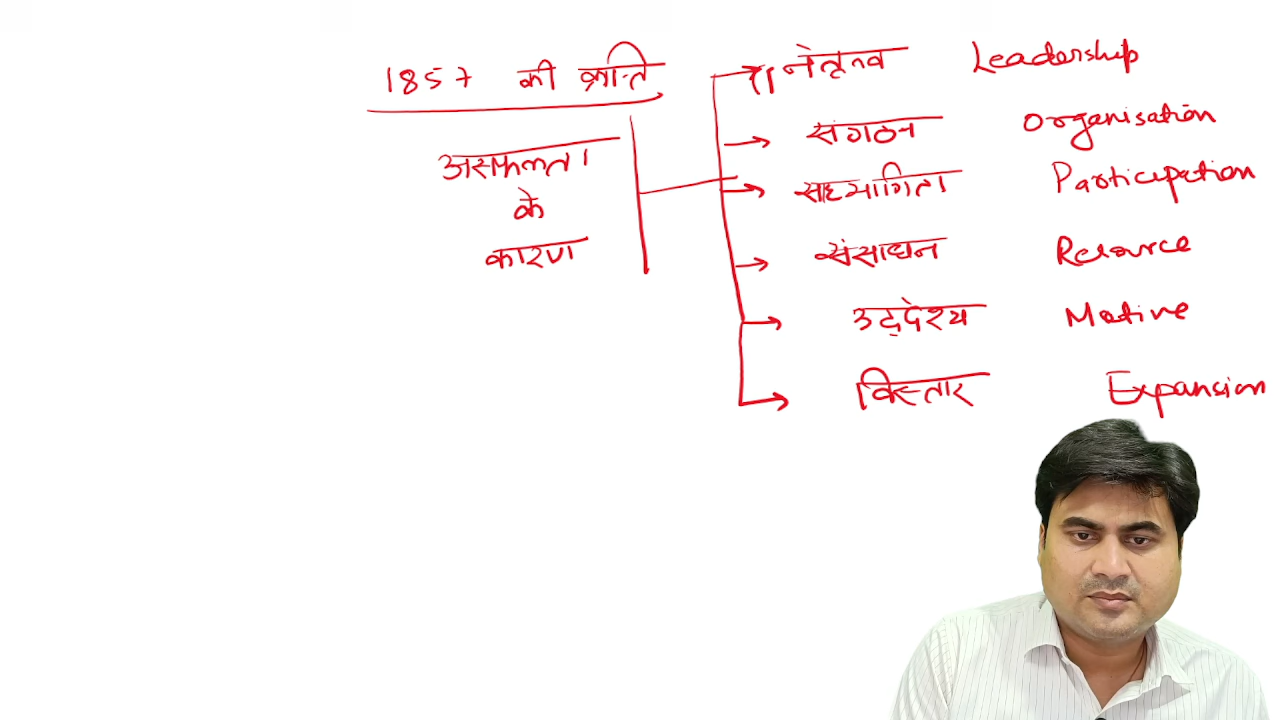 1857 की क्रान्ति
असफलता
के
कारण
नेतृत्व Leadership
संगठन Organisation
सहभागिता Participation
संसाधन Resource
उद्देश्य Motive
विस्तार Expansion